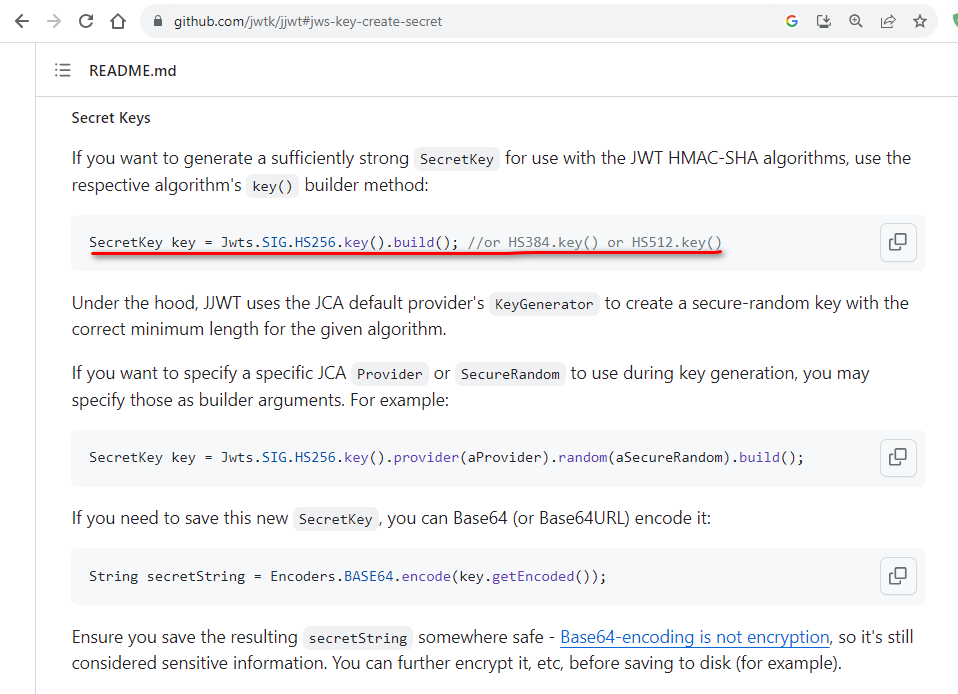 github.com/jwtk/jjwt#jws-key-create-secret
README.md
Secret Keys
If you want to generate a sufficiently strong SecretKey for use with the JWT HMAC-SHA algorithms, use the
respective algorithm's key() builder method:
SecretKey key = Jwts.SIG.HS256.key().build(); //or HS384.key() or HS512.key()
Under the hood, JJWT uses the JCA default provider's KeyGenerator to create a secure-random key with the
correct minimum length for the given algorithm.
If you want to specify a specific JCA Provider or SecureRandom to use during key generation, you may
specify those as builder arguments. For example:
SecretKey key = Jwts.SIG.HS256.key().provider(aProvider).random(aSecureRandom).build();
If you need to save this new SecretKey, you can Base64 (or Base64URL) encode it:
String secretString = Encoders.BASE64.encode(key.getEncoded());
Ensure you save the resulting secretString somewhere safe - Base64-encoding is not encryption, so it's still
considered sensitive information. You can further encrypt it, etc, before saving to disk (for example).